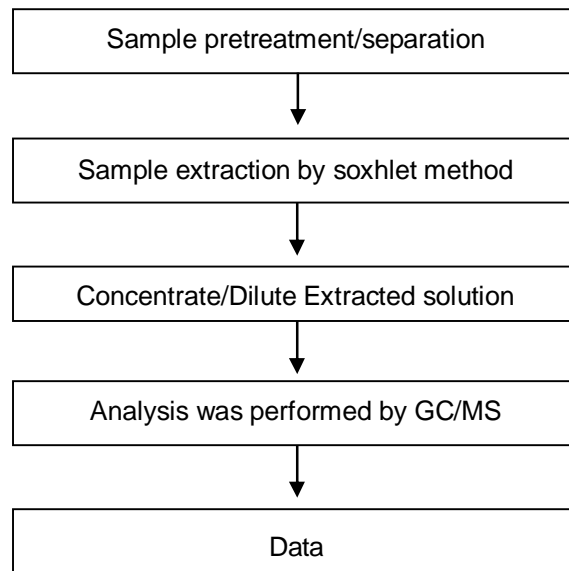 Sample pretreatment/separation
Sample extraction by soxhlet method
Concentrate/Dilute Extracted solution
Analysis was performed by GC/MS
Data